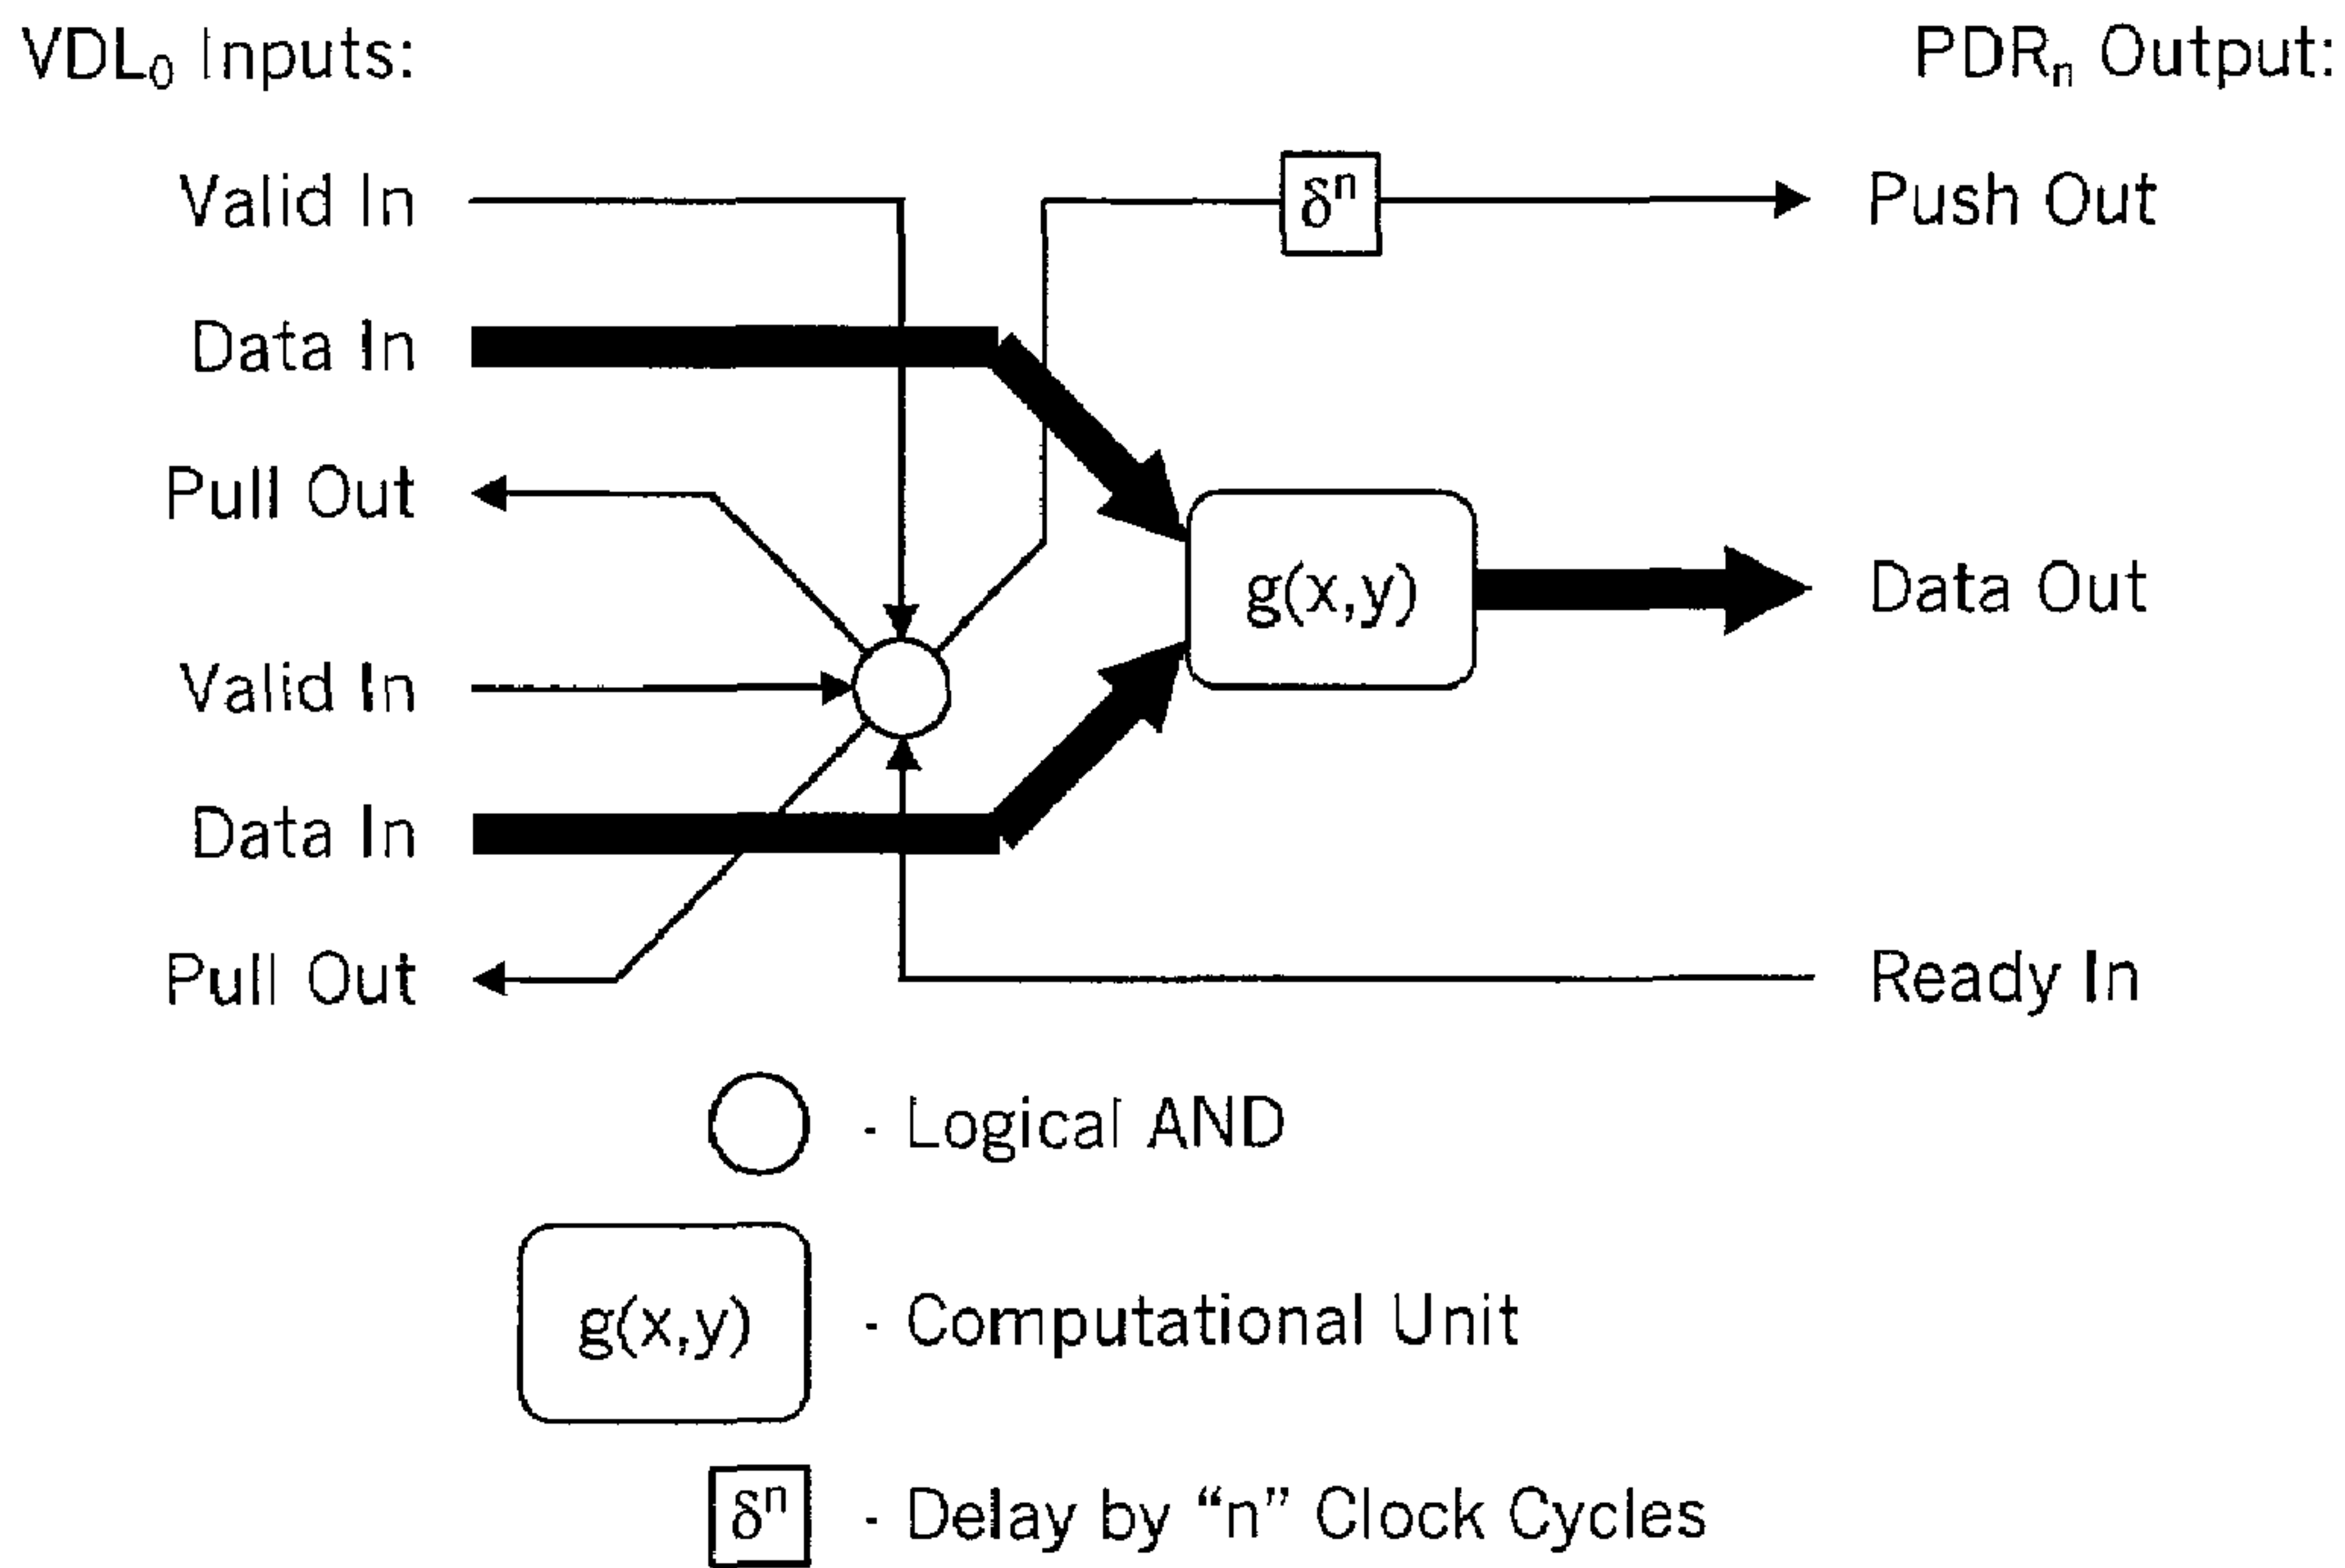 VDL₀ Inputs:
PDRₙ Output:
Valid In
δⁿ
Push Out
Data In
Pull Out
g(x,y)
Data Out
Valid In
Data In
Pull Out
Ready In
- Logical AND
g(x,y) - Computational Unit
δⁿ - Delay by “n” Clock Cycles